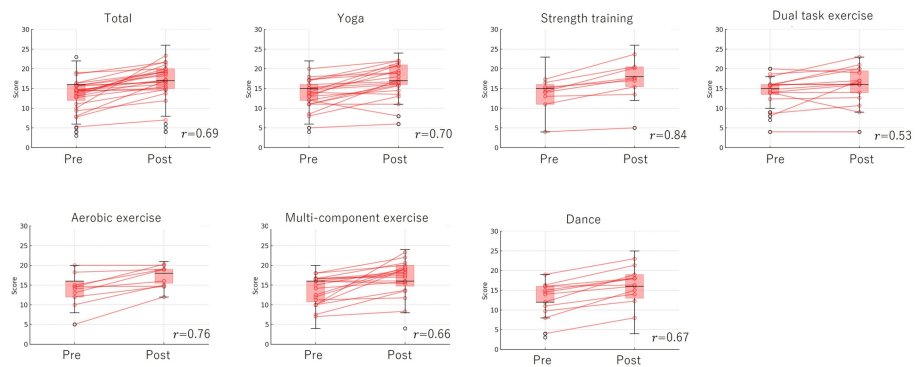 Total
30
25
20
15
10
5
0
Score
Pre Post
r=0.69
Yoga
30
25
20
15
10
5
0
Score
Pre Post
r=0.70
Strength training
30
25
20
15
10
5
0
Score
Pre Post
r=0.84
Dual task exercise
30
25
20
15
10
5
0
Score
Pre Post
r=0.53
Aerobic exercise
30
25
20
15
10
5
0
Score
Pre Post
r=0.76
Multi-component exercise
30
25
20
15
10
5
0
Score
Pre Post
r=0.66
Dance
30
25
20
15
10
5
0
Score
Pre Post
r=0.67